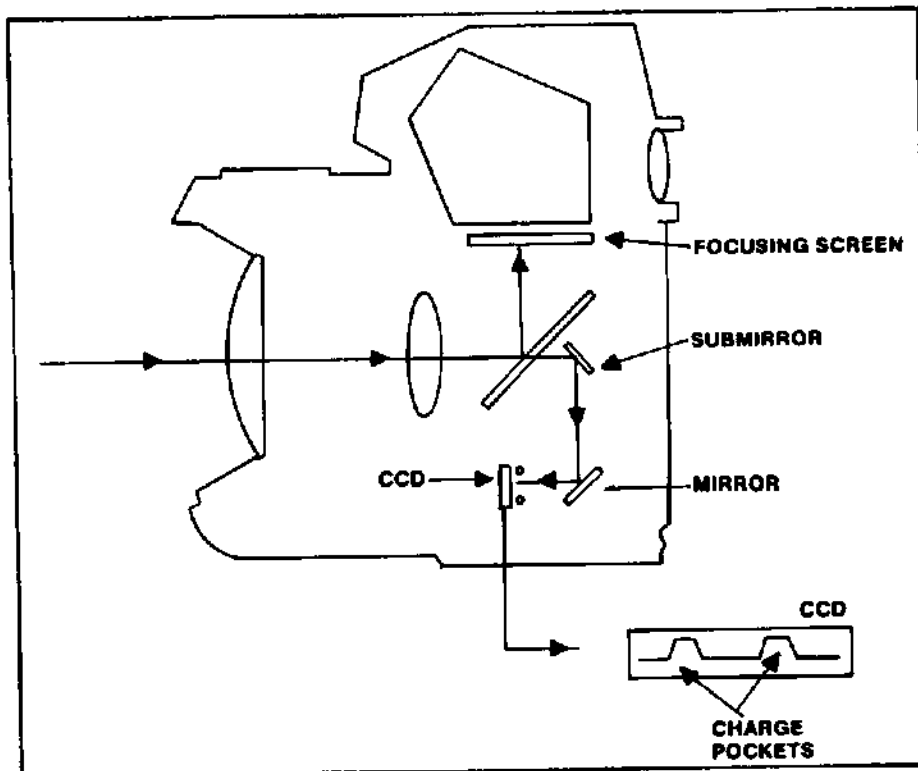 FOCUSING SCREEN
SUBMIRROR
CCD
MIRROR
CCD
CHARGE
POCKETS